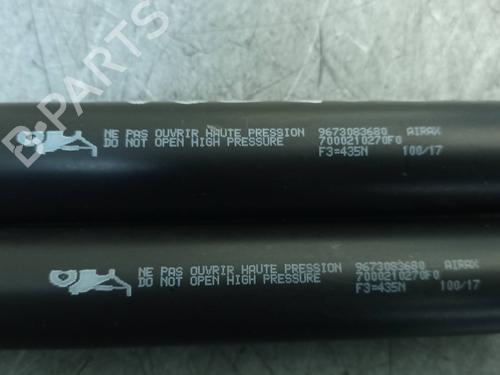 B-PARTS
NE PAS OUVRIR HAUTE PRESSION 9673083680 AIRAX
DO NOT OPEN HIGH PRESSURE 7000210270F0
F3=435N 100/17
NE PAS OUVRIR HAUTE PRESSION 9673083680 AIRAX
DO NOT OPEN HIGH PRESSURE 7000210270F0
F3=435N 100/17